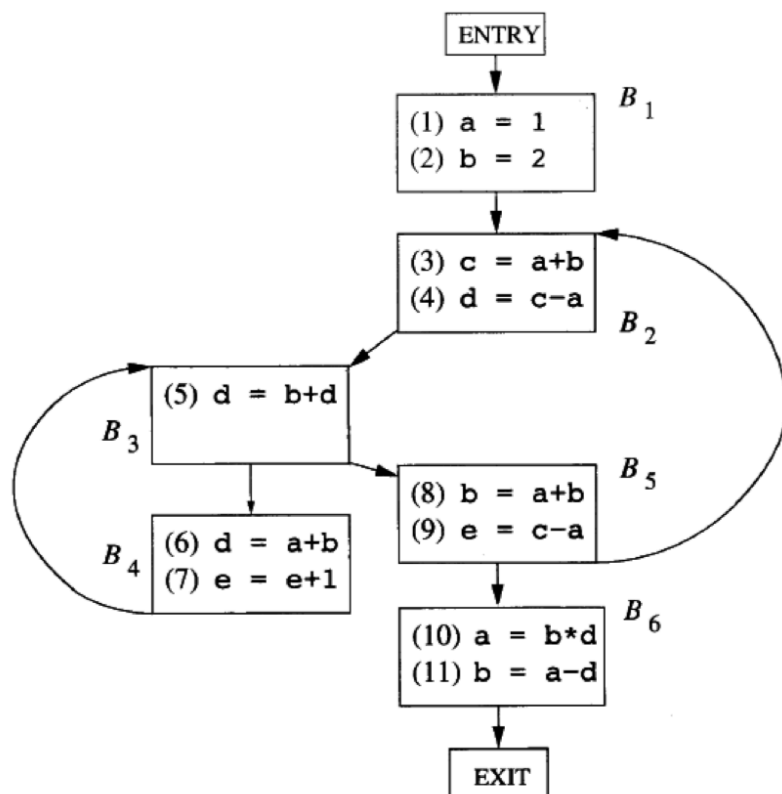 ENTRY
B1
(1) a = 1
(2) b = 2
(3) c = a+b
(4) d = c-a
B2
(5) d = b+d
B3
B5
(8) b = a+b
(9) e = c-a
B4
(6) d = a+b
(7) e = e+1
B6
(10) a = b*d
(11) b = a-d
EXIT